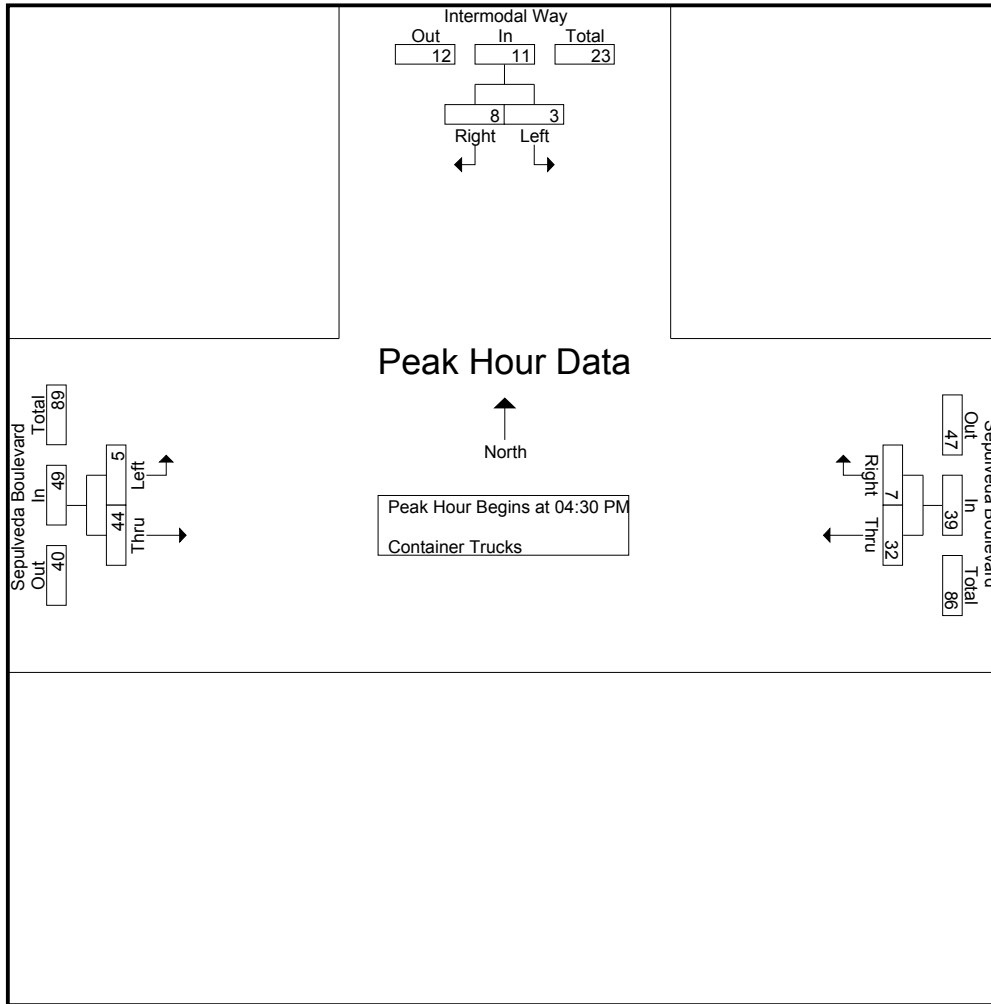 Intermodal Way
Out In Total
12 11 23
8 3
Right Left
Peak Hour Data
North
Peak Hour Begins at 04:30 PM
Container Trucks
Sepulveda Boulevard
Total In Out
89 49 40
5 44
Left Thru
Sepulveda Boulevard
Out In Total
47 39 86
Right Thru
7 32